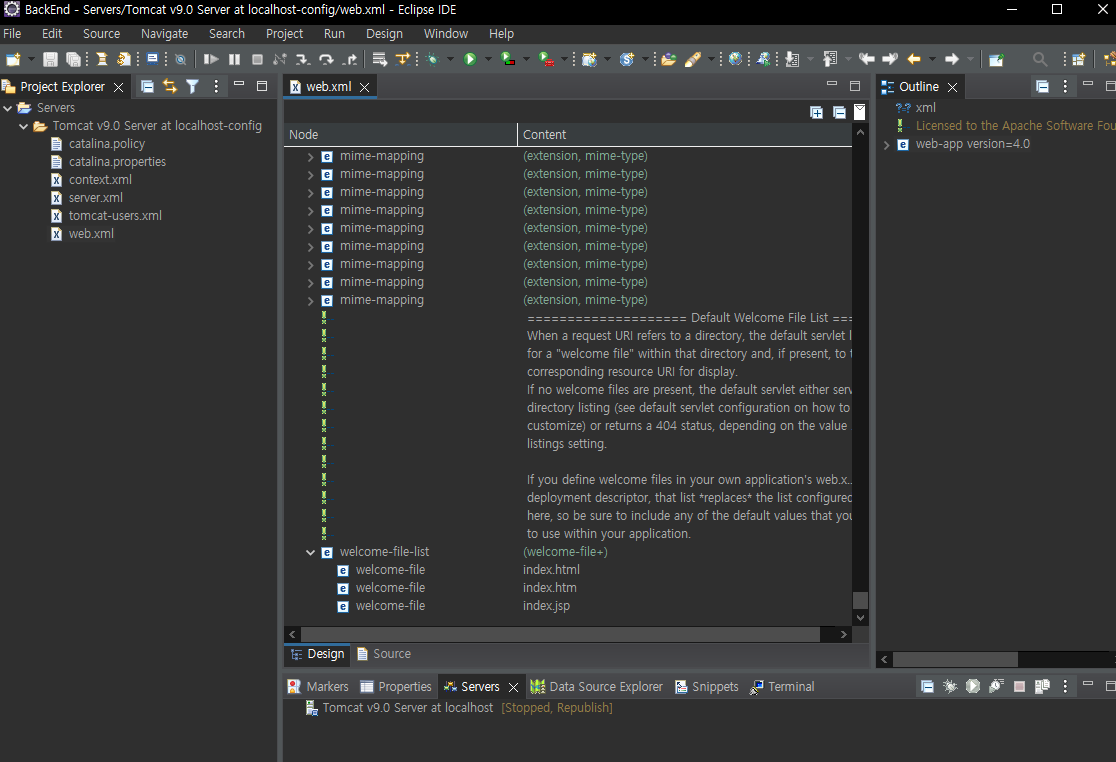 BackEnd - Servers/Tomcat v9.0 Server at localhost-config/web.xml - Eclipse IDE
File Edit Source Navigate Search Project Run Design Window Help
Project Explorer
Servers
Tomcat v9.0 Server at localhost-config
catalina.policy
catalina.properties
context.xml
server.xml
tomcat-users.xml
web.xml
web.xml
Node Content
mime-mapping (extension, mime-type)
mime-mapping (extension, mime-type)
mime-mapping (extension, mime-type)
mime-mapping (extension, mime-type)
mime-mapping (extension, mime-type)
mime-mapping (extension, mime-type)
mime-mapping (extension, mime-type)
mime-mapping (extension, mime-type)
mime-mapping (extension, mime-type)
==================== Default Welcome File List ===
When a request URI refers to a directory, the default servlet l
for a "welcome file" within that directory and, if present, to t
corresponding resource URI for display.
If no welcome files are present, the default servlet either serv
directory listing (see default servlet configuration on how to
customize) or returns a 404 status, depending on the value
listings setting.
If you define welcome files in your own application's web.x...
deployment descriptor, that list *replaces* the list configured
here, so be sure to include any of the default values that you
to use within your application.
welcome-file-list (welcome-file+)
welcome-file index.html
welcome-file index.htm
welcome-file index.jsp
Design Source
Outline
xml
Licensed to the Apache Software Fou
web-app version=4.0
Markers Properties Servers Data Source Explorer Snippets Terminal
Tomcat v9.0 Server at localhost [Stopped, Republish]